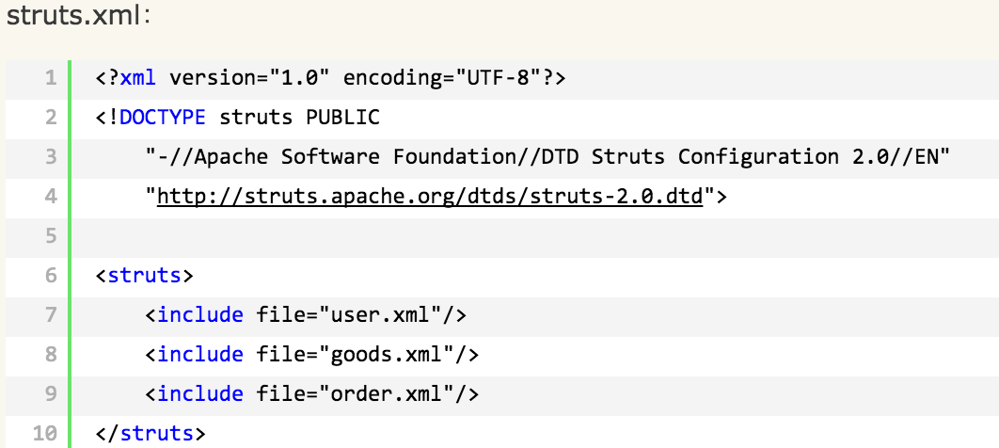 struts.xml:
1 <?xml version="1.0" encoding="UTF-8"?>
2 <!DOCTYPE struts PUBLIC
3     "-//Apache Software Foundation//DTD Struts Configuration 2.0//EN"
4     "http://struts.apache.org/dtds/struts-2.0.dtd">
5
6 <struts>
7     <include file="user.xml"/>
8     <include file="goods.xml"/>
9     <include file="order.xml"/>
10 </struts>